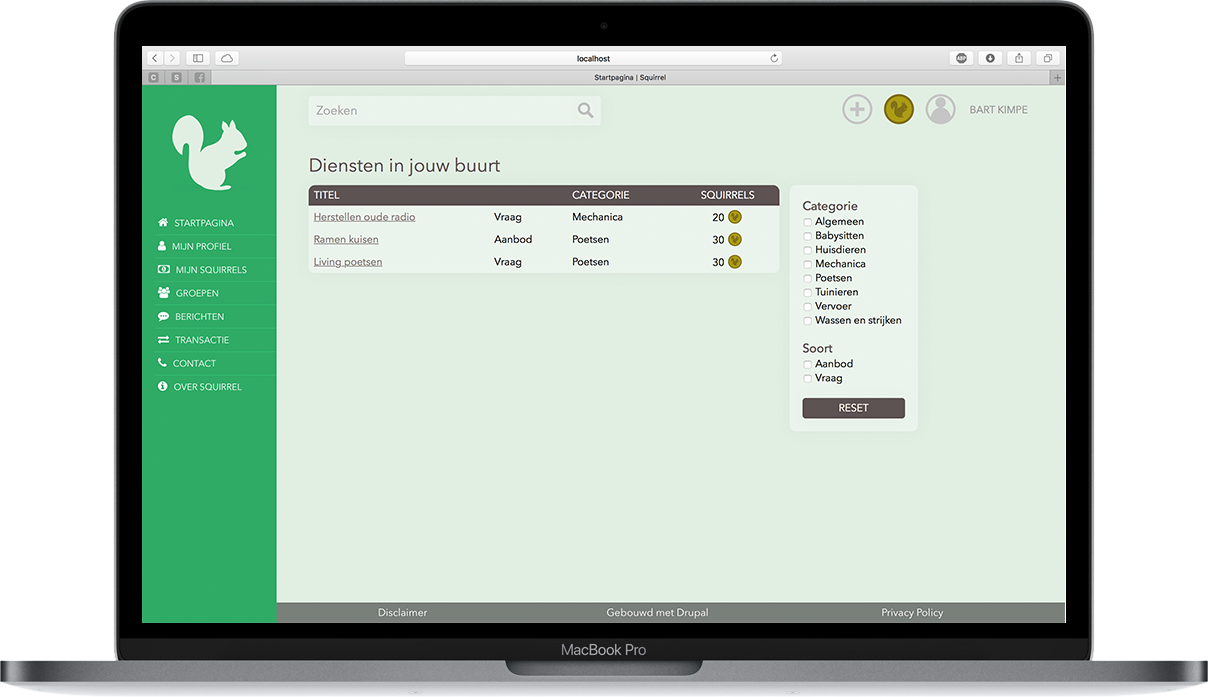 localhost
ABP
C
S
Startpagina | Squirrel
Zoeken
BART KIMPE
STARTPAGINA
MIJN PROFIEL
MIJN SQUIRRELS
GROEPEN
BERICHTEN
TRANSACTIE
CONTACT
OVER SQUIRREL
Diensten in jouw buurt
TITEL CATEGORIE SQUIRRELS
Herstellen oude radio Vraag Mechanica 20
Ramen kuisen Aanbod Poetsen 30
Living poetsen Vraag Poetsen 30
Categorie
Algemeen
Babysitten
Huisdieren
Mechanica
Poetsen
Tuinieren
Vervoer
Wassen en strijken
Soort
Aanbod
Vraag
RESET
Disclaimer Gebouwd met Drupal Privacy Policy
MacBook Pro